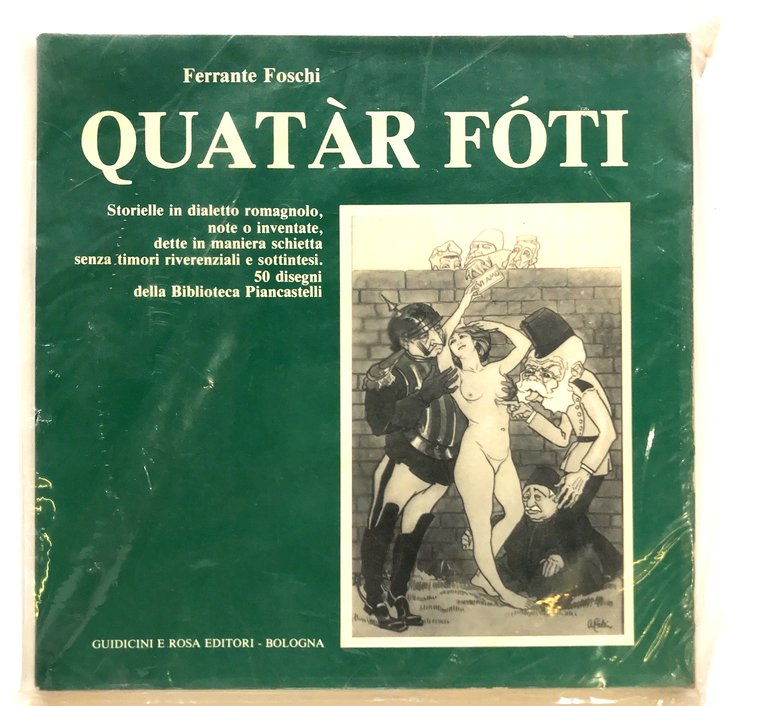 Ferrante Foschi
QUATÀR FÓTI
Storielle in dialetto romagnolo,
note o inventate,
dette in maniera schietta
senza timori riverenziali e sottintesi.
50 disegni
della Biblioteca Piancastelli
GUIDICINI E ROSA EDITORI - BOLOGNA